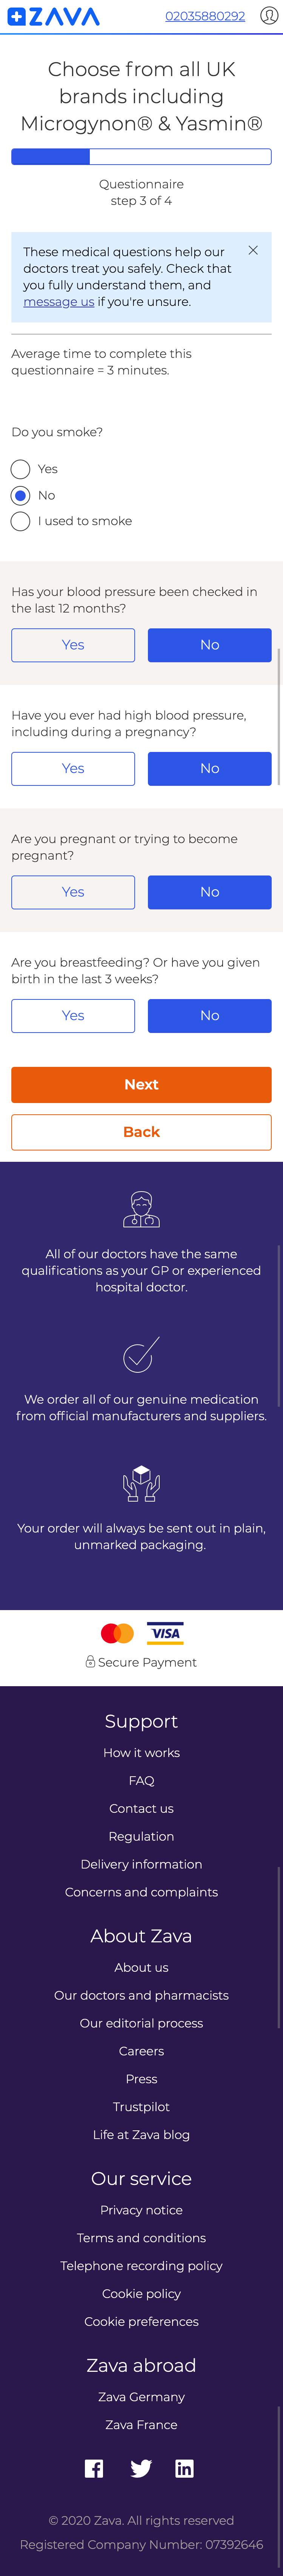 ZAVA 02035880292
Choose from all UK
brands including
Microgynon® & Yasmin®
Questionnaire
step 3 of 4
These medical questions help our
doctors treat you safely. Check that
you fully understand them, and
message us if you're unsure.
Average time to complete this
questionnaire = 3 minutes.
Do you smoke?
Yes
No
I used to smoke
Has your blood pressure been checked in
the last 12 months?
Yes No
Have you ever had high blood pressure,
including during a pregnancy?
Yes No
Are you pregnant or trying to become
pregnant?
Yes No
Are you breastfeeding? Or have you given
birth in the last 3 weeks?
Yes No
Next
Back
All of our doctors have the same
qualifications as your GP or experienced
hospital doctor.
We order all of our genuine medication
from official manufacturers and suppliers.
Your order will always be sent out in plain,
unmarked packaging.
VISA
Secure Payment
Support
How it works
FAQ
Contact us
Regulation
Delivery information
Concerns and complaints
About Zava
About us
Our doctors and pharmacists
Our editorial process
Careers
Press
Trustpilot
Life at Zava blog
Our service
Privacy notice
Terms and conditions
Telephone recording policy
Cookie policy
Cookie preferences
Zava abroad
Zava Germany
Zava France
© 2020 Zava. All rights reserved
Registered Company Number: 07392646